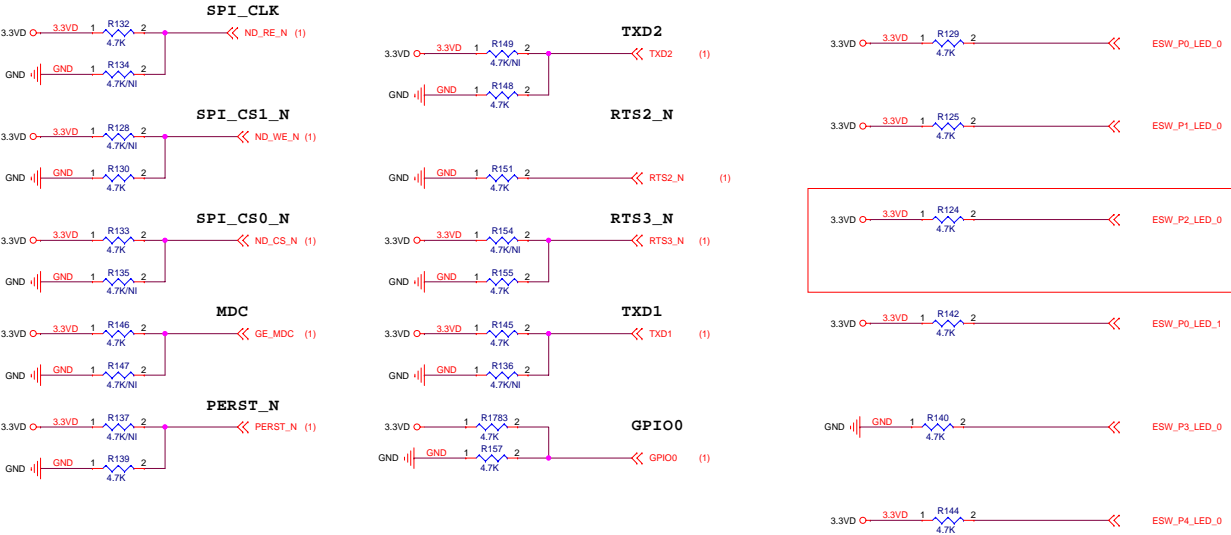 SPI_CLK
3.3VD 3.3VD 1 R132 2 ND_RE_N (1)
4.7K
GND GND 1 R134 2
4.7K/NI
SPI_CS1_N
3.3VD 3.3VD 1 R128 2 ND_WE_N (1)
4.7K/NI
GND GND 1 R130 2
4.7K
SPI_CS0_N
3.3VD 3.3VD 1 R133 2 ND_CS_N (1)
4.7K
GND GND 1 R135 2
4.7K/NI
MDC
3.3VD 3.3VD 1 R146 2 GE_MDC (1)
4.7K
GND GND 1 R147 2
4.7K/NI
PERST_N
3.3VD 3.3VD 1 R137 2 PERST_N (1)
4.7K/NI
GND GND 1 R139 2
4.7K
TXD2
3.3VD 3.3VD 1 R149 2 TXD2 (1)
4.7K/NI
GND GND 1 R148 2
4.7K
RTS2_N
GND GND 1 R151 2 RTS2_N (1)
4.7K
RTS3_N
3.3VD 3.3VD 1 R154 2 RTS3_N (1)
4.7K/NI
GND GND 1 R155 2
4.7K
TXD1
3.3VD 3.3VD 1 R145 2 TXD1 (1)
4.7K
GND GND 1 R136 2
4.7K/NI
GPIO0
3.3VD 1 R1783 2
4.7K
GND GND 1 R157 2 GPIO0 (1)
4.7K
3.3VD 3.3VD 1 R129 2 ESW_P0_LED_0
4.7K
3.3VD 3.3VD 1 R125 2 ESW_P1_LED_0
4.7K
3.3VD 3.3VD 1 R124 2 ESW_P2_LED_0
4.7K
3.3VD 3.3VD 1 R142 2 ESW_P0_LED_1
4.7K
GND GND 1 R140 2 ESW_P3_LED_0
4.7K
3.3VD 3.3VD 1 R144 2 ESW_P4_LED_0
4.7K